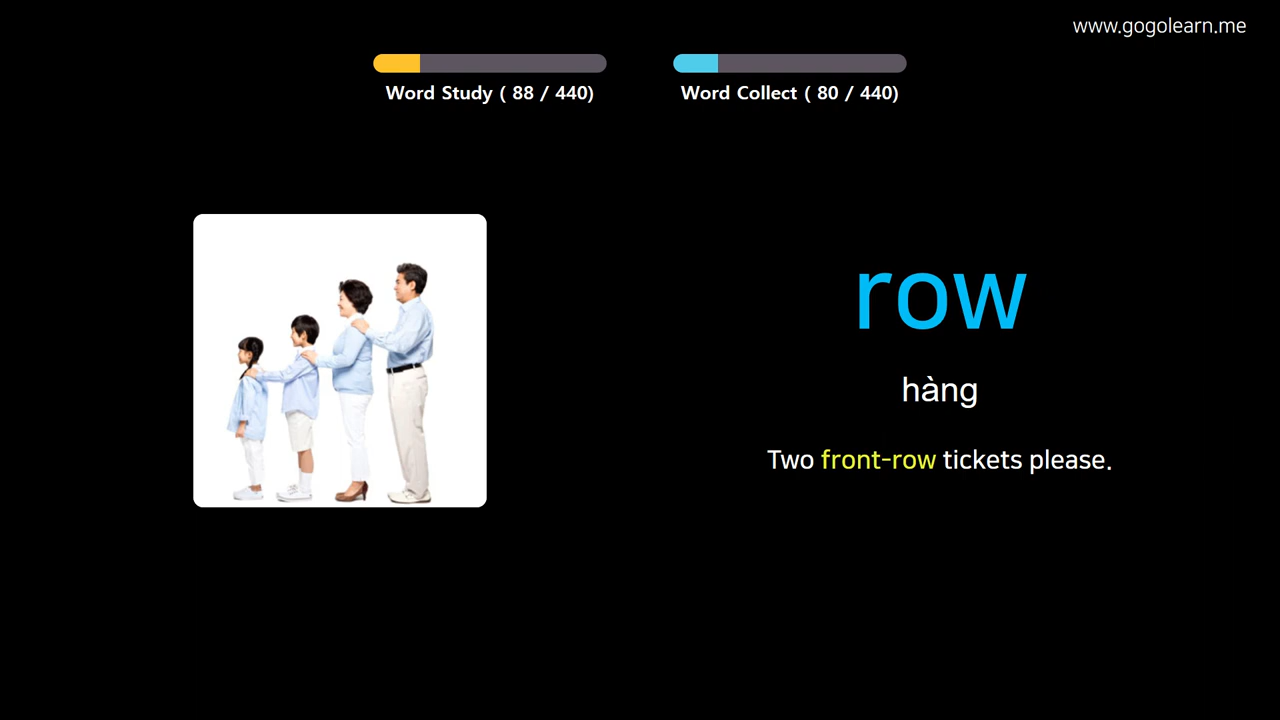 www.gogolearn.me
Word Study ( 88 / 440)
Word Collect ( 80 / 440)
row
hàng
Two front-row tickets please.